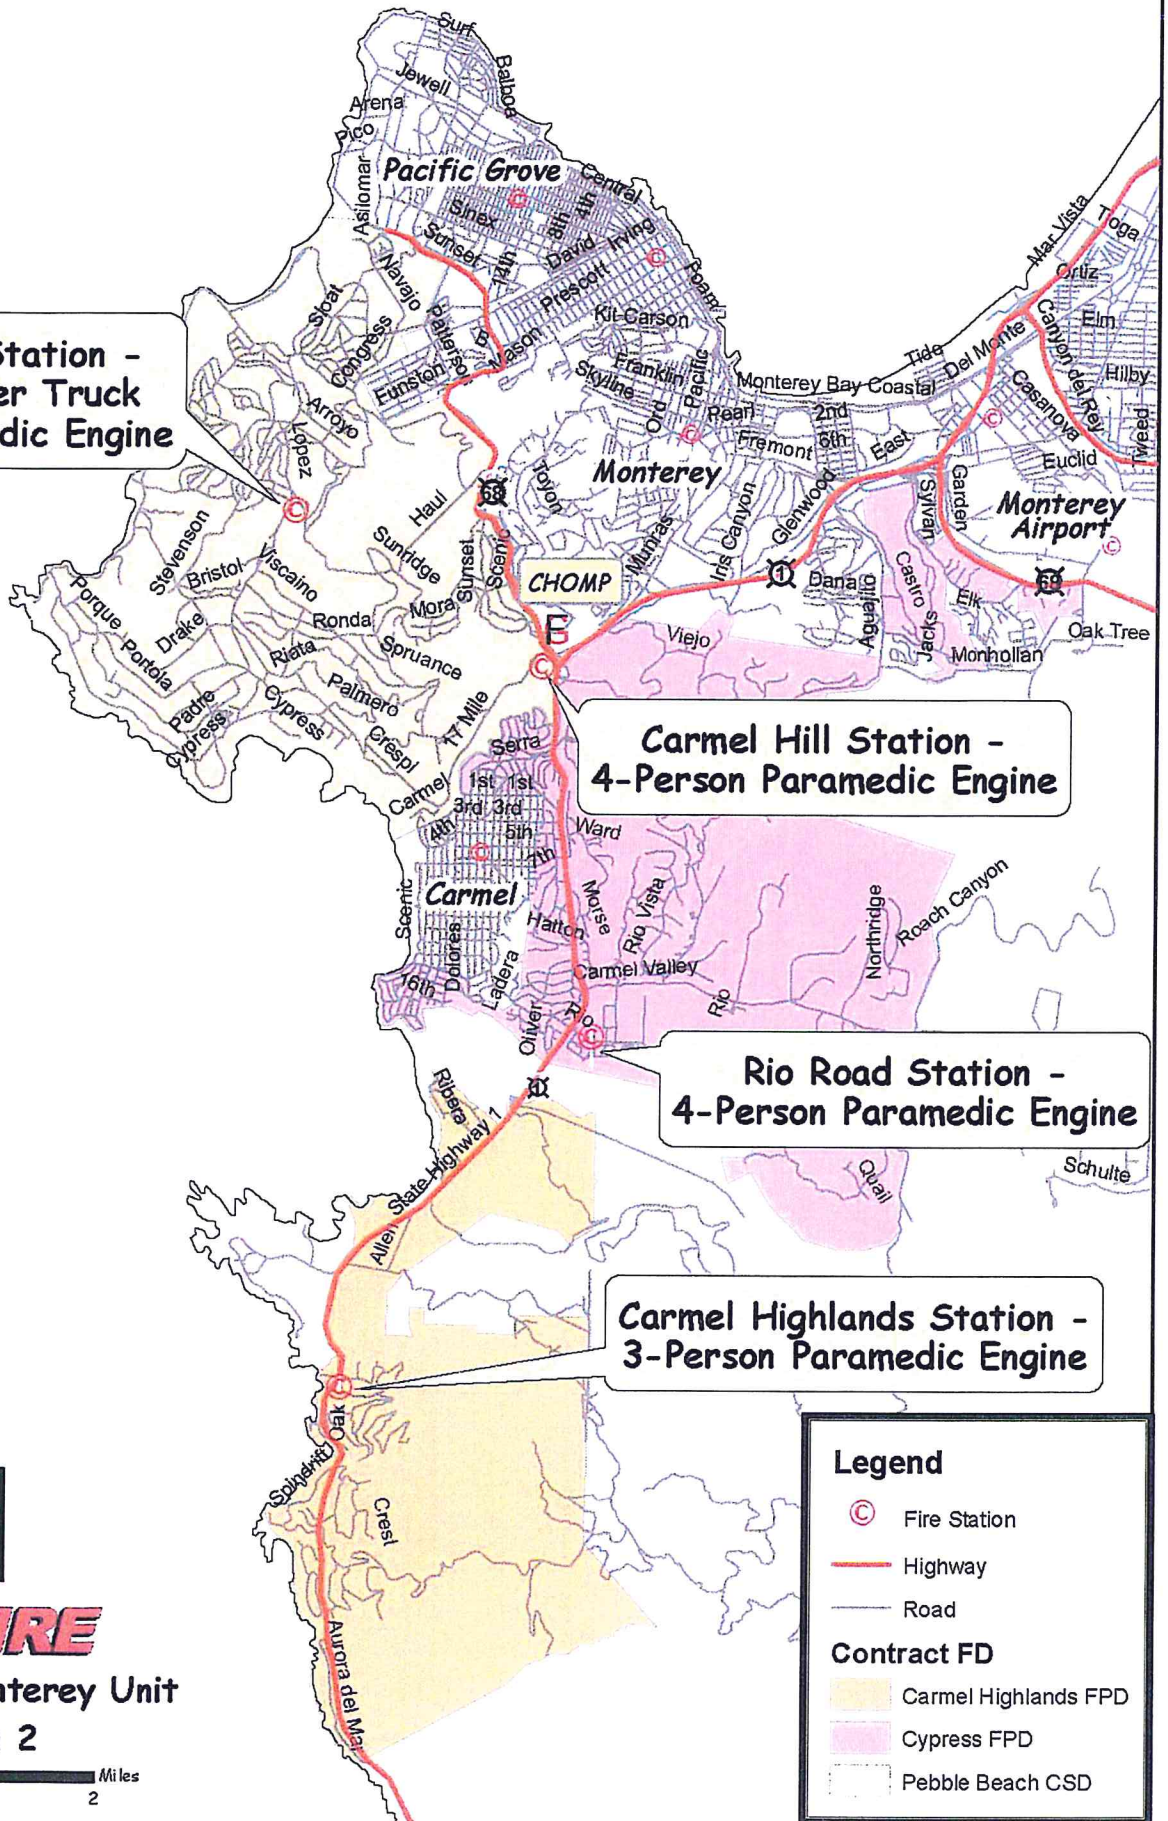 Surf
Balboa
Jewell
Arena
Pico
Asilomar
Pacific Grove
Central
Sinex
8th
4th
Sunset
David
Irving
14th
Prescott
Foam
Navajo
Sloat
Congress
Patterson
B
Mason
Kit Carson
Funston
Franklin
Skyline
Ord
Pacific
Monterey Bay Coastal
Tide
Del Monte
Mar Vista
Tioga
Ortiz
Canyon del Rey
Elm
Hilby
Casanova
Tweed
Euclid
Pearl
2nd
Fremont
6th
East
Station -
er Truck
dic Engine
Arroyo
Lopez
Monterey
Toyon
68
Haul
Glenwood
Garden
Sylvan
Monterey
Airport
Stevenson
Sunridge
Sunset
Scenic
Munras
Iris Canyon
CHOMP
1
Dana
Aguajito
Castro
Jacks
Elk
68
Oak Tree
Monhollan
Bristol
Viscaino
Mora
Porque
Drake
Ronda
Spruance
Portola
Riata
Palmero
Viejo
Padre
Cypress
Cypress
Crespi
17 Mile
Carmel Hill Station -
4-Person Paramedic Engine
Serra
Carmel
1st
1st
3rd
3rd
4th
5th
7th
Ward
Carmel
Scenic
Hatton
Morse
Rio Vista
Northridge
Roach Canyon
Dolores
Ladera
Carmel Valley
16th
Oliver
Rio
Rio
Rio Road Station -
4-Person Paramedic Engine
1
Ribera
State Highway 1
Quail
Schulte
Allen
Carmel Highlands Station -
3-Person Paramedic Engine
Oak
Spindrift
Crest
Aurora del Mar
Legend
© Fire Station
Highway
Road
Contract FD
Carmel Highlands FPD
Cypress FPD
Pebble Beach CSD
IRE
nterey Unit
2
Miles
2